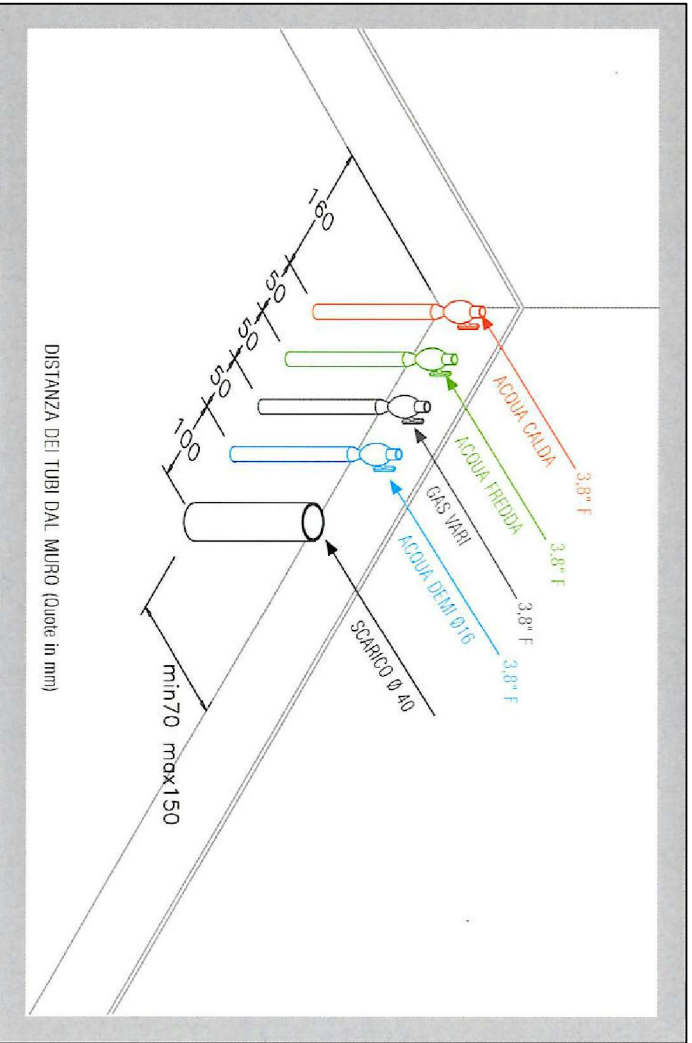 3,8" F
ACQUA CALDA
3,8" F
ACQUA FREDDA
3,8" F
GAS VARI
3,8" F
ACQUA DEMI Ø16
SCARICO Ø 40
160
50
50
50
100
min70 max150
DISTANZA DEI TUBI DAL MURO (Quote in mm)